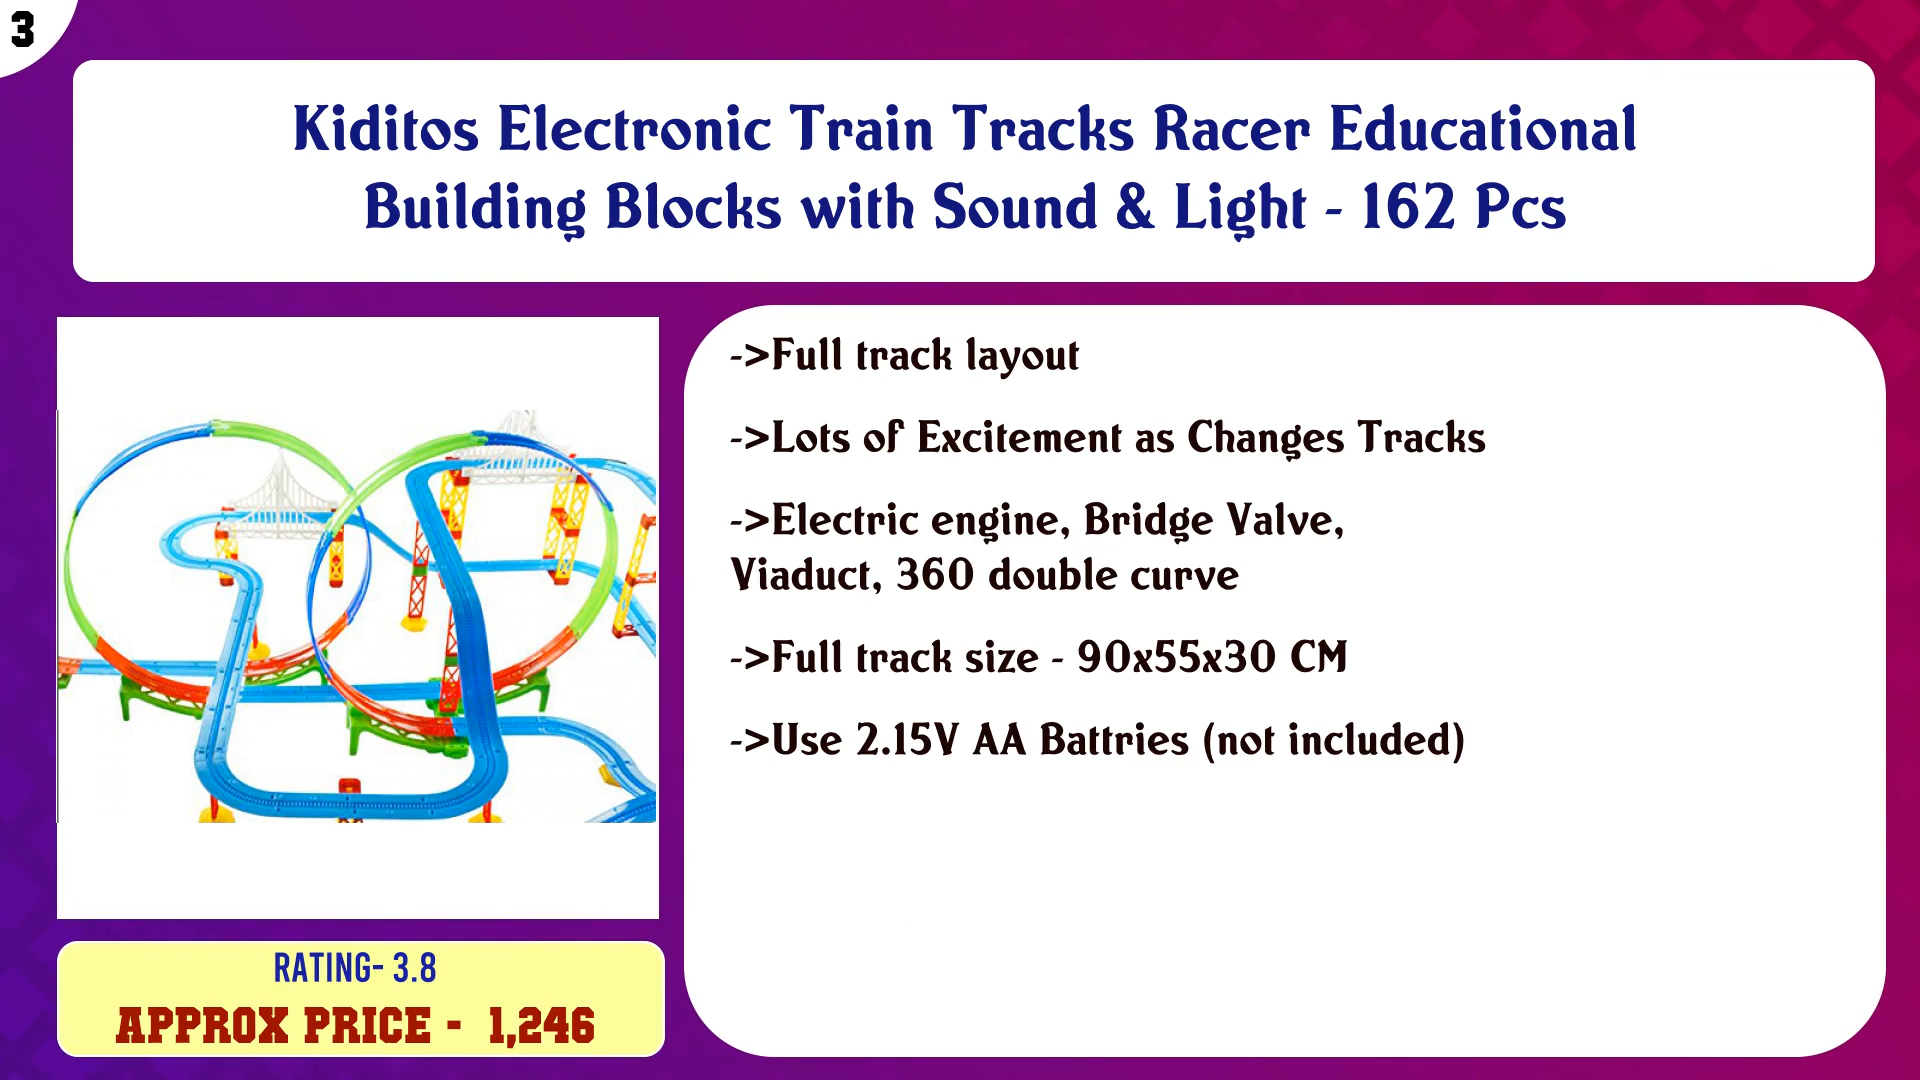 3
Kiditos Electronic Train Tracks Racer Educational
Building Blocks with Sound & Light - 162 Pcs
->Full track layout
->Lots of Excitement as Changes Tracks
->Electric engine, Bridge Valve,
Viaduct, 360 double curve
->Full track size - 90x55x30 CM
->Use 2.15V AA Battries (not included)
RATING- 3.8
APPROX PRICE - 1,246